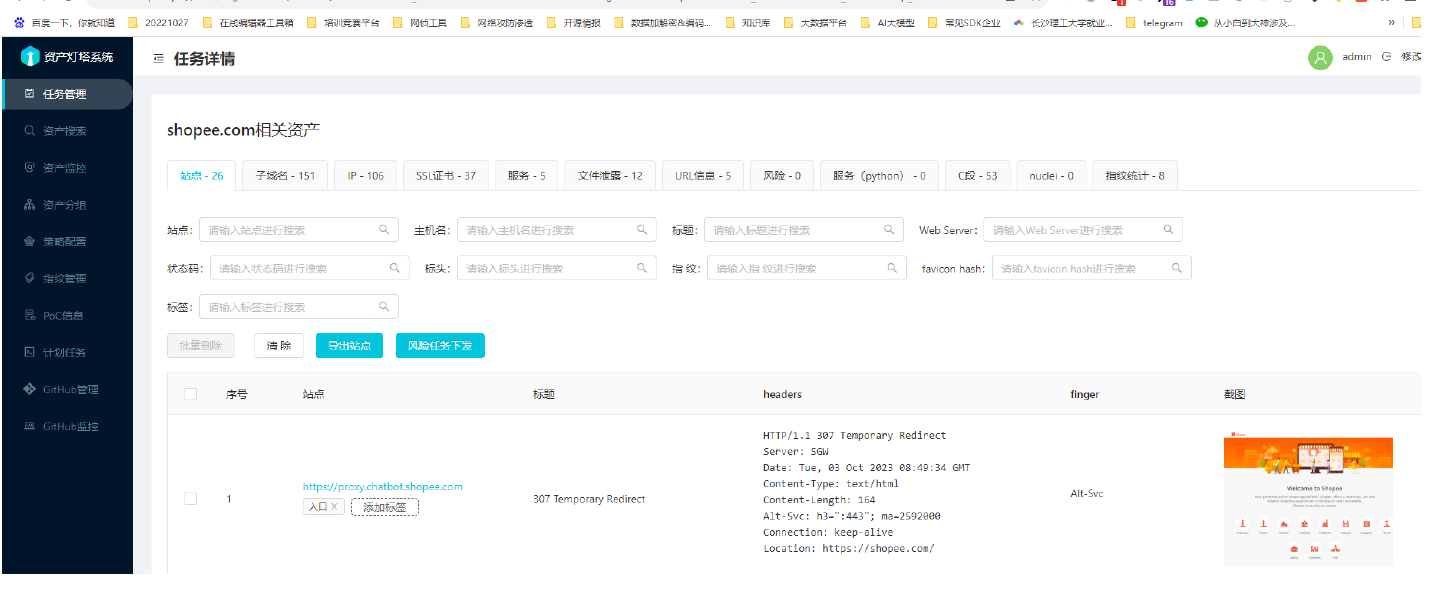 百度一下，你就知道 20221027 在线编辑器工具箱 培训竞赛平台 网侦工具 网络攻防渗透 开源情报 数据加解密&编码... 知识库 大数据平台 AI大模型 常见SDK企业 长沙理工大学就业... telegram 从小白到大神涉及... »
资产灯塔系统
任务详情
admin 修改
任务管理
资产搜索
资产监控
资产分组
策略配置
指纹管理
PoC信息
计划任务
GitHub管理
GitHub监控
shopee.com相关资产
站点 - 26 子域名 - 151 IP - 106 SSL证书 - 37 服务 - 5 文件泄露 - 12 URL信息 - 5 风险 - 0 服务（python） - 0 C段 - 53 nuclei - 0 指纹统计 - 8
站点： 请输入站点进行搜索 主机名： 请输入主机名进行搜索 标题： 请输入标题进行搜索 Web Server： 请输入Web Server进行搜索
状态码： 请输入状态码进行搜索 标头： 请输入标头进行搜索 指 纹： 请输入指 纹进行搜索 favicon hash： 请输入favicon hash进行搜索
标签： 请输入标签进行搜索
批量删除 清 除 导出站点 风险任务下发
序号 站点 标题 headers finger 截图
1
https://proxy.chatbot.shopee.com
入口 × 添加标签
307 Temporary Redirect
HTTP/1.1 307 Temporary Redirect
Server: SGW
Date: Tue, 03 Oct 2023 08:49:34 GMT
Content-Type: text/html
Content-Length: 164
Alt-Svc: h3=":443"; ma=2592000
Connection: keep-alive
Location: https://shopee.com/
Alt-Svc
Welcome to Shopee